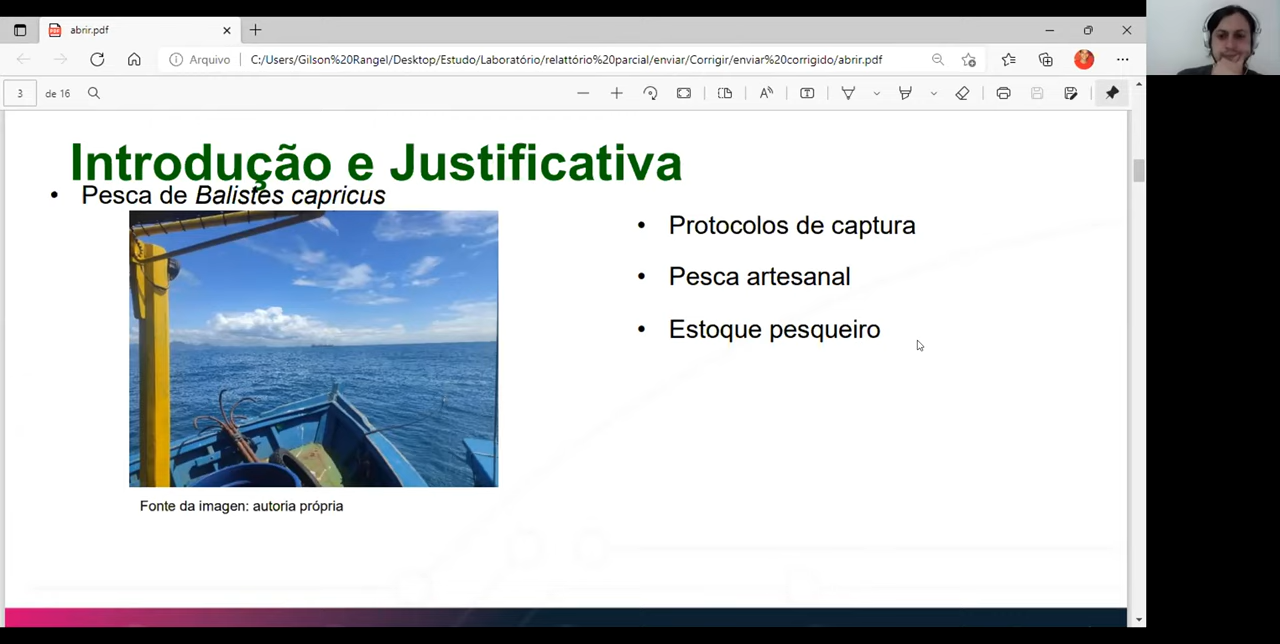 abrir.pdf
Arquivo
C:/Users/Gilson%20Rangel/Desktop/Estudo/Laboratório/relattório%20parcial/enviar/Corrigir/enviar%20corrigido/abrir.pdf
3 de 16
Introdução e Justificativa
• Pesca de Balistes capricus
• Protocolos de captura
• Pesca artesanal
• Estoque pesqueiro
Fonte da imagen: autoria própria